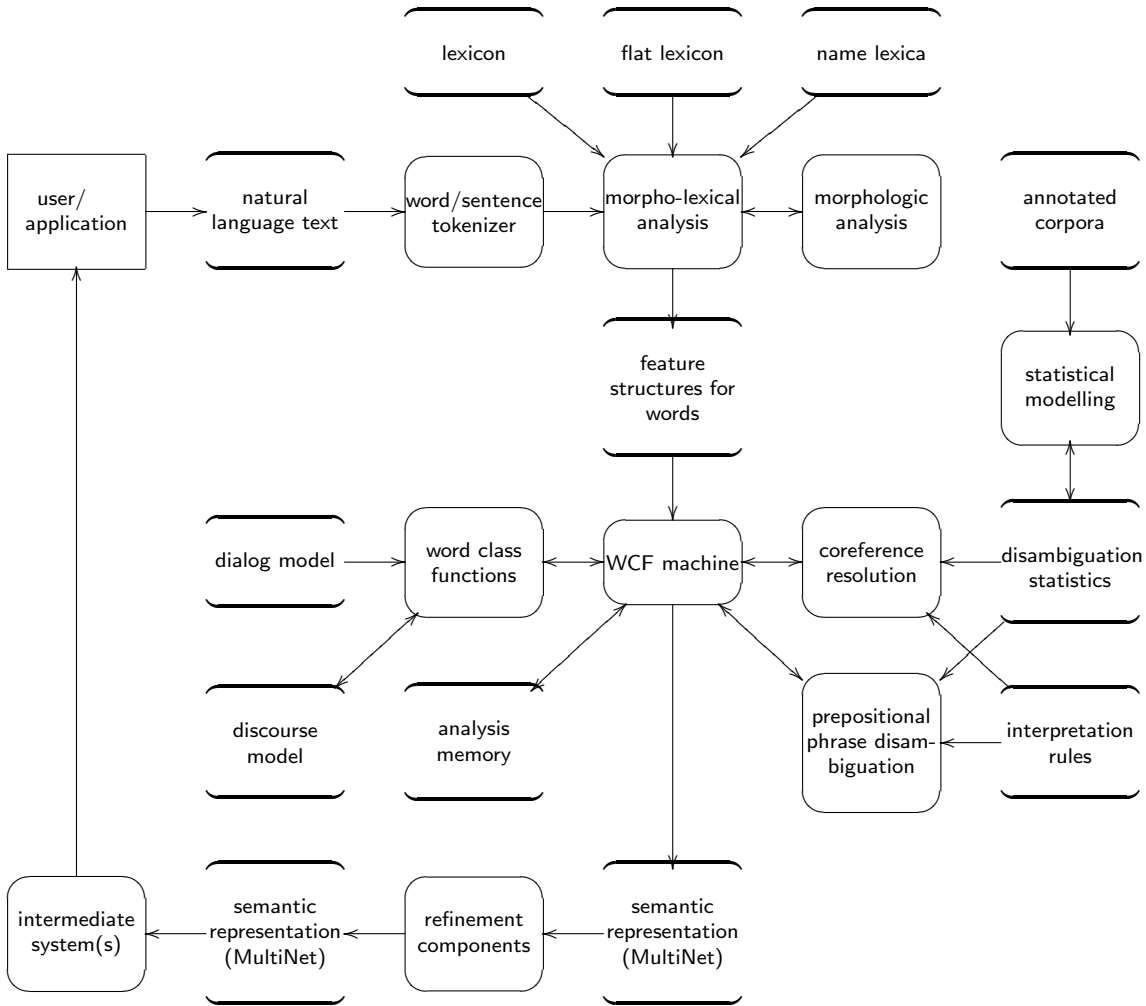 lexicon
flat lexicon
name lexica
user/
application
natural
language text
word/sentence
tokenizer
morpho-lexical
analysis
morphologic
analysis
annotated
corpora
feature
structures for
words
statistical
modelling
dialog model
word class
functions
WCF machine
coreference
resolution
disambiguation
statistics
discourse
model
analysis
memory
prepositional
phrase disam-
biguation
interpretation
rules
intermediate
system(s)
semantic
representation
(MultiNet)
refinement
components
semantic
representation
(MultiNet)